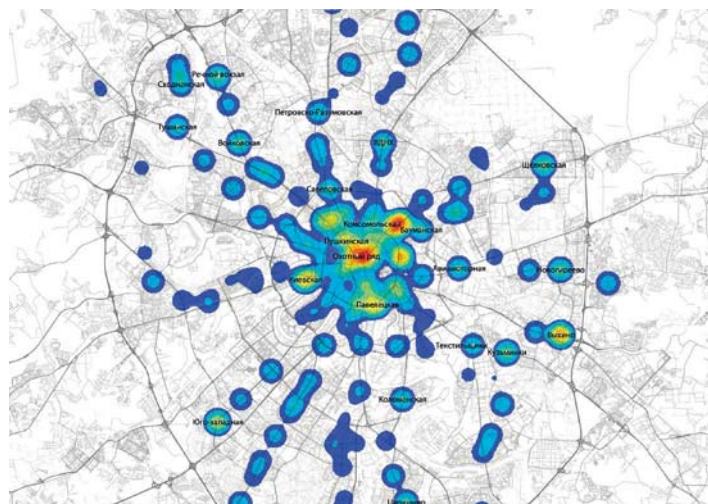 Речной вокзал
Сходненская
Петровско-Разумовская
Тушинская
Войковская
ВДНХ
Щелковская
Савеловская
Комсомольская
Бауманская
Пушкинская
Охотный ряд
Авиамоторная
Новогиреево
Киевская
Павелецкая
Выхино
Текстильщики
Кузьминки
Коломенская
Юго-западная